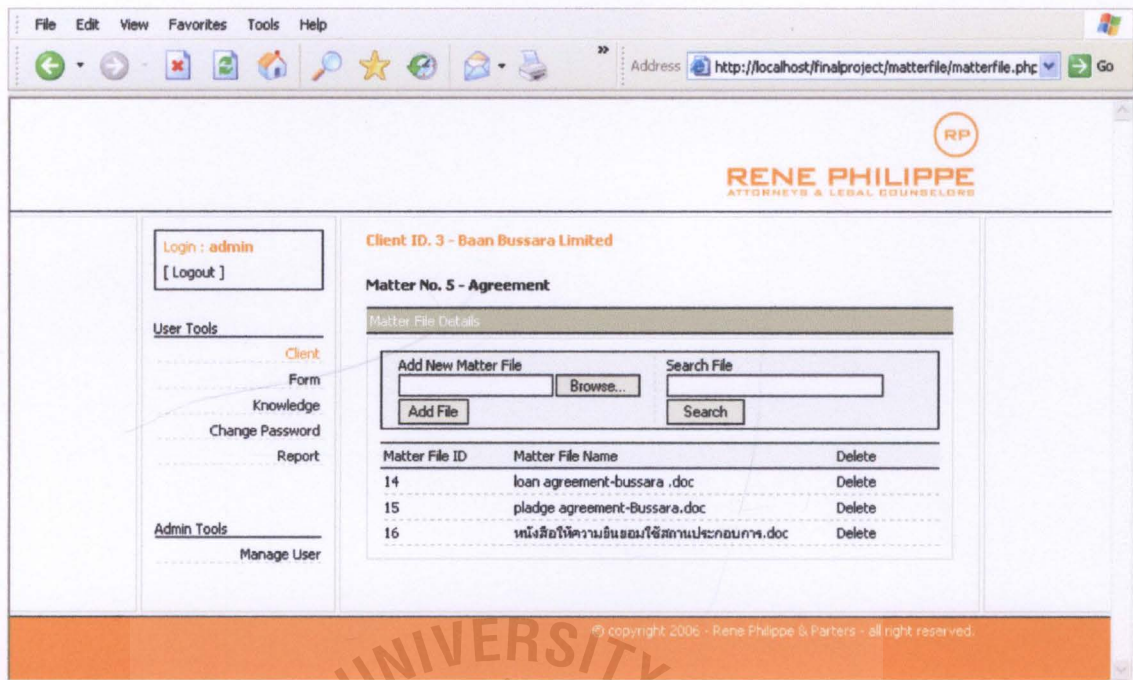 File Edit View Favorites Tools Help
Address http://localhost/finalproject/matterfile/matterfile.php Go
RP
RENE PHILIPPE
ATTORNEYS & LEGAL COUNSELORS
Login : admin
[ Logout ]
User Tools
Client
Form
Knowledge
Change Password
Report
Admin Tools
Manage User
Client ID. 3 - Baan Bussara Limited
Matter No. 5 - Agreement
Matter File Details
Add New Matter File Search File
Browse...
Add File Search
Matter File ID Matter File Name Delete
14 loan agreement-bussara .doc Delete
15 pladge agreement-Bussara.doc Delete
16 หนังสือให้ความยินยอมใช้สถานประกอบการ.doc Delete
© copyright 2006 - Rene Philippe & Parters - all right reserved.
UNIVERSITY